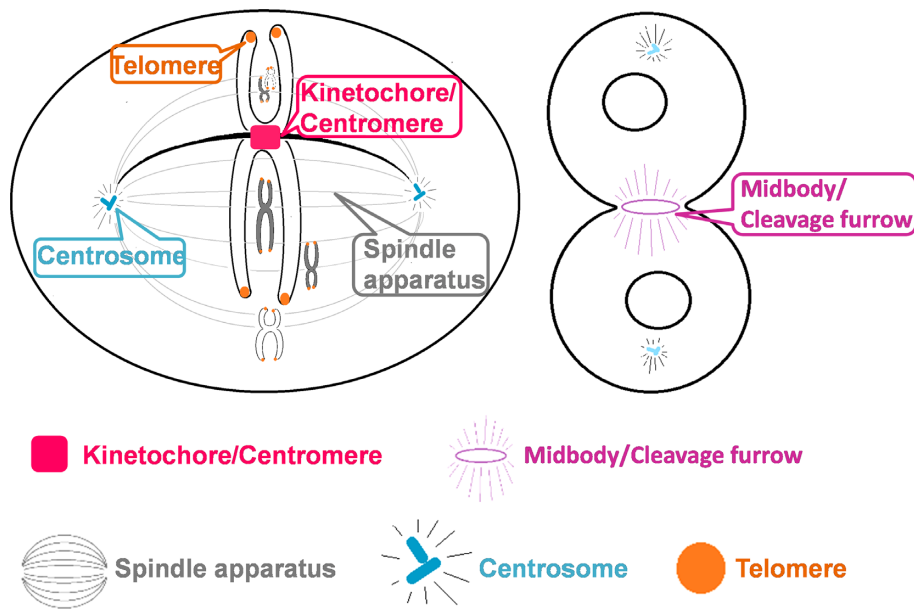 Telomere
Kinetochore/
Centromere
Centrosome
Spindle
apparatus
Midbody/
Cleavage furrow
Kinetochore/Centromere
Midbody/Cleavage furrow
Spindle apparatus
Centrosome
Telomere